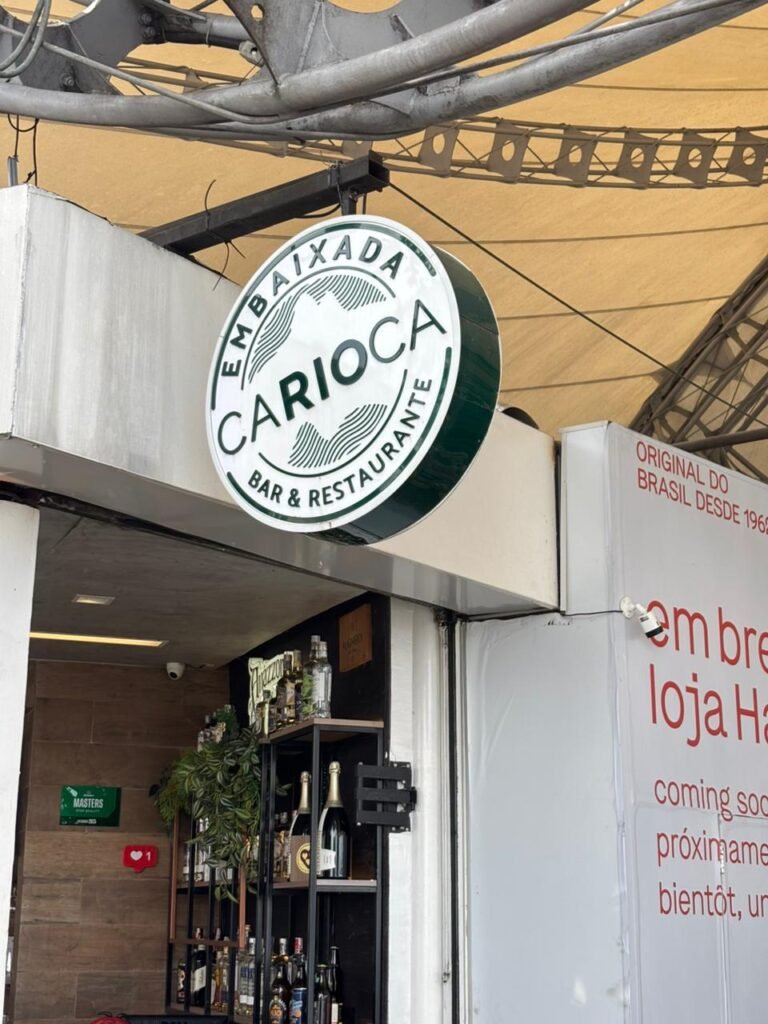 EMBAIXADA
CARIOCA
BAR & RESTAURANTE
ORIGINAL DO
BRASIL DESDE 1962
em bre
loja Ha
coming soo
próximame
bientôt, un
MASTERS
1